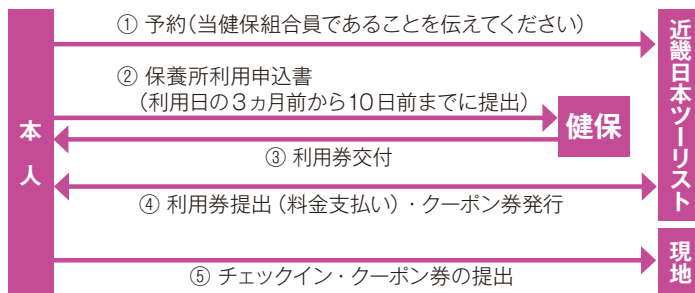 ① 予約（当健保組合員であることを伝えてください）
② 保養所利用申込書
（利用日の３ヵ月前から10日前までに提出）
本人
健保
近畿日本ツーリスト
③ 利用券交付
④ 利用券提出（料金支払い）・クーポン券発行
⑤ チェックイン・クーポン券の提出
現地